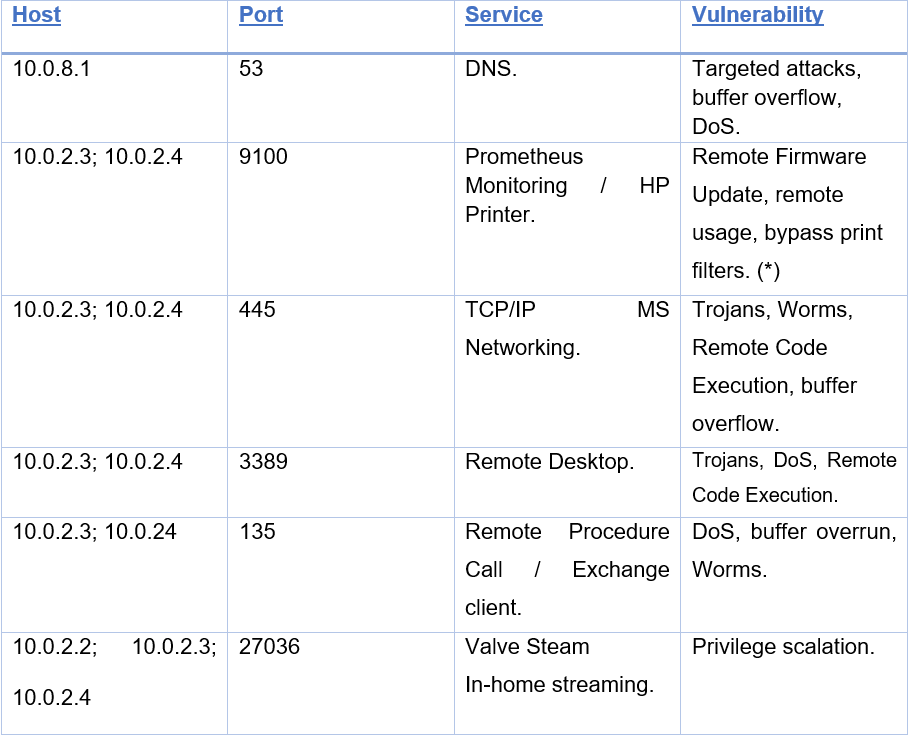 Host Port Service Vulnerability
10.0.8.1 53 DNS. Targeted attacks,
buffer overflow,
DoS.
10.0.2.3; 10.0.2.4 9100 Prometheus Remote Firmware
Monitoring / HP Update, remote
Printer. usage, bypass print
filters. (*)
10.0.2.3; 10.0.2.4 445 TCP/IP MS Trojans, Worms,
Networking. Remote Code
Execution, buffer
overflow.
10.0.2.3; 10.0.2.4 3389 Remote Desktop. Trojans, DoS, Remote
Code Execution.
10.0.2.3; 10.0.24 135 Remote Procedure DoS, buffer overrun,
Call / Exchange Worms.
client.
10.0.2.2; 10.0.2.3; 27036 Valve Steam Privilege scalation.
10.0.2.4 In-home streaming.